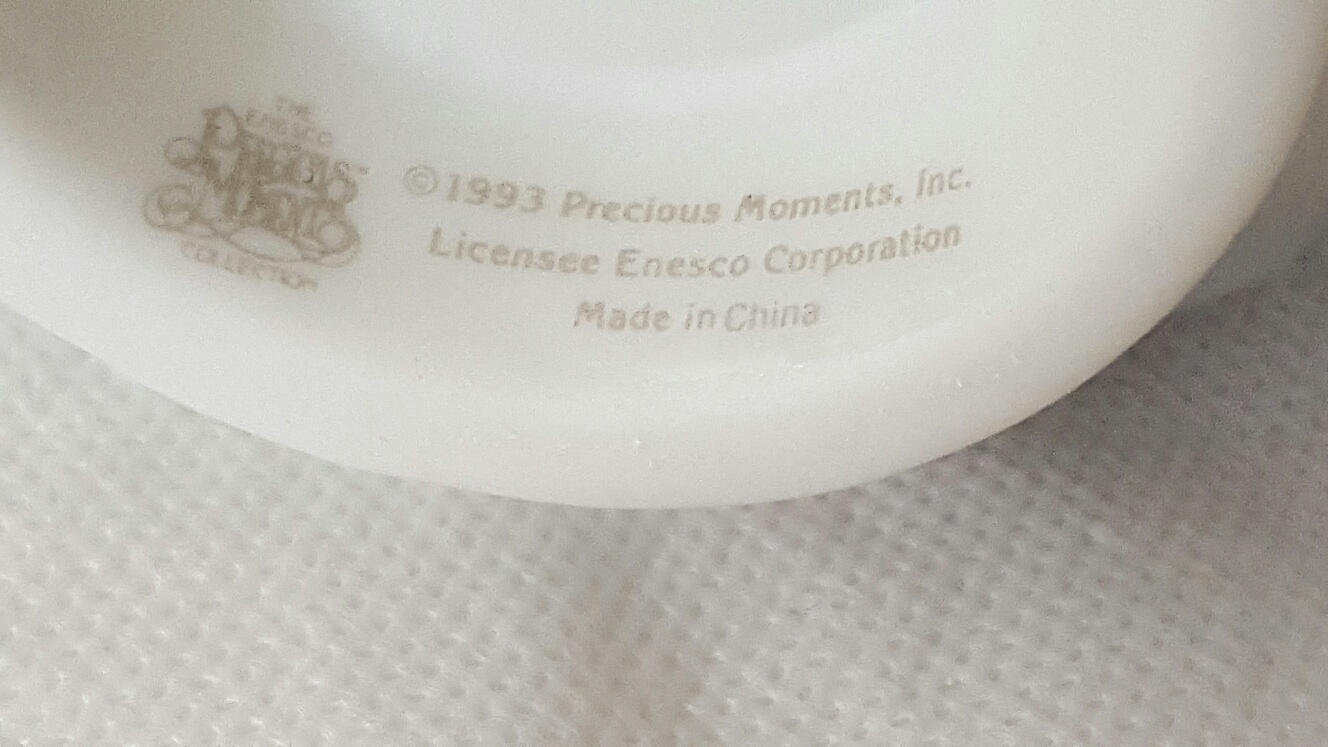 THE
ENESCO
Precious
Moments
COLLECTION
©1993 Precious Moments, Inc.
Licensee Enesco Corporation
Made in China